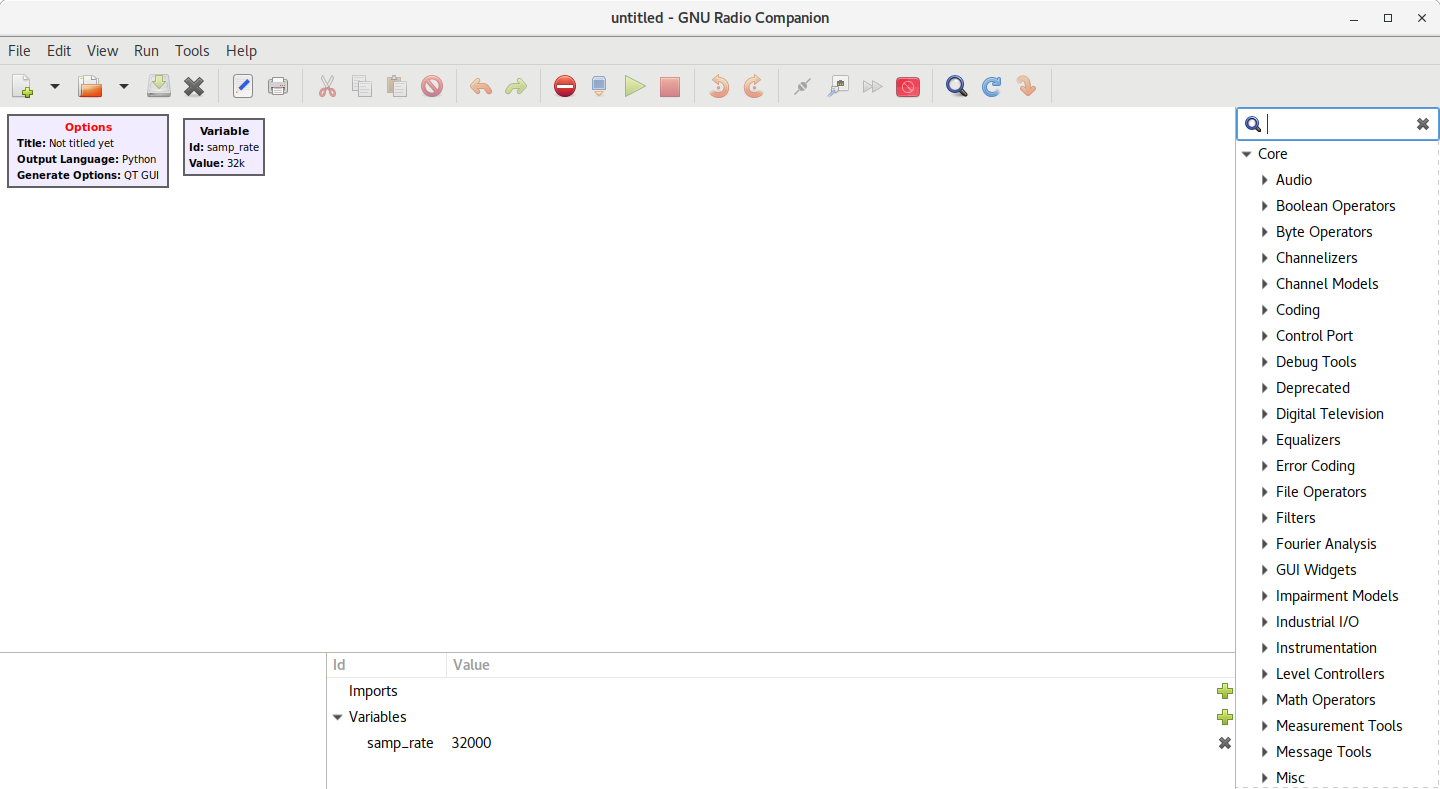 untitled - GNU Radio Companion
File Edit View Run Tools Help
Options
Title: Not titled yet
Output Language: Python
Generate Options: QT GUI
Variable
Id: samp_rate
Value: 32k
Core
Audio
Boolean Operators
Byte Operators
Channelizers
Channel Models
Coding
Control Port
Debug Tools
Deprecated
Digital Television
Equalizers
Error Coding
File Operators
Filters
Fourier Analysis
GUI Widgets
Impairment Models
Industrial I/O
Instrumentation
Level Controllers
Math Operators
Measurement Tools
Message Tools
Misc
Id Value
Imports
Variables
samp_rate 32000